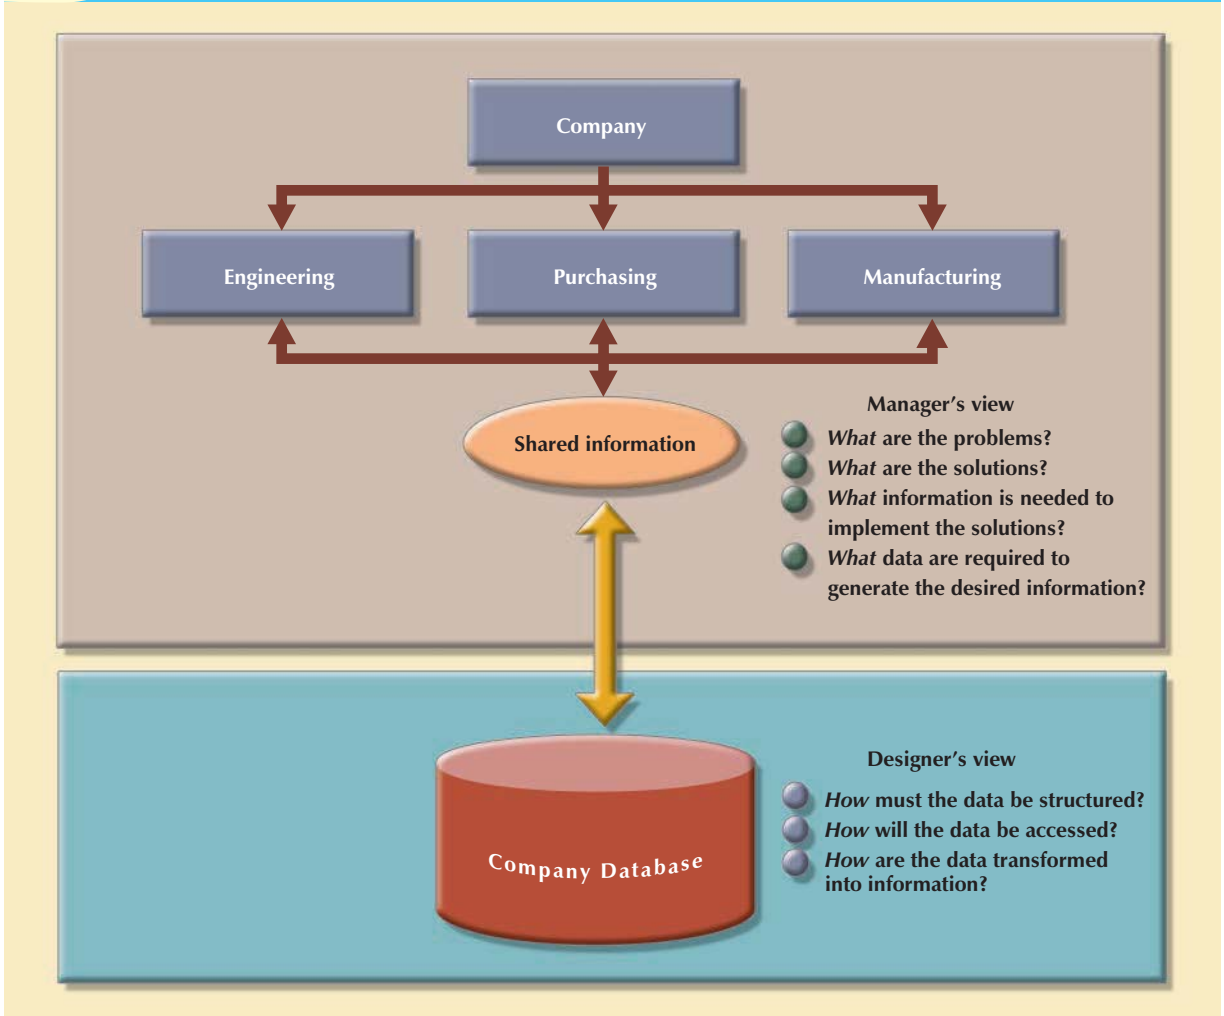 Company
Engineering
Purchasing
Manufacturing
Shared information
Manager's view
What are the problems?
What are the solutions?
What information is needed to
implement the solutions?
What data are required to
generate the desired information?
Company Database
Designer's view
How must the data be structured?
How will the data be accessed?
How are the data transformed
into information?